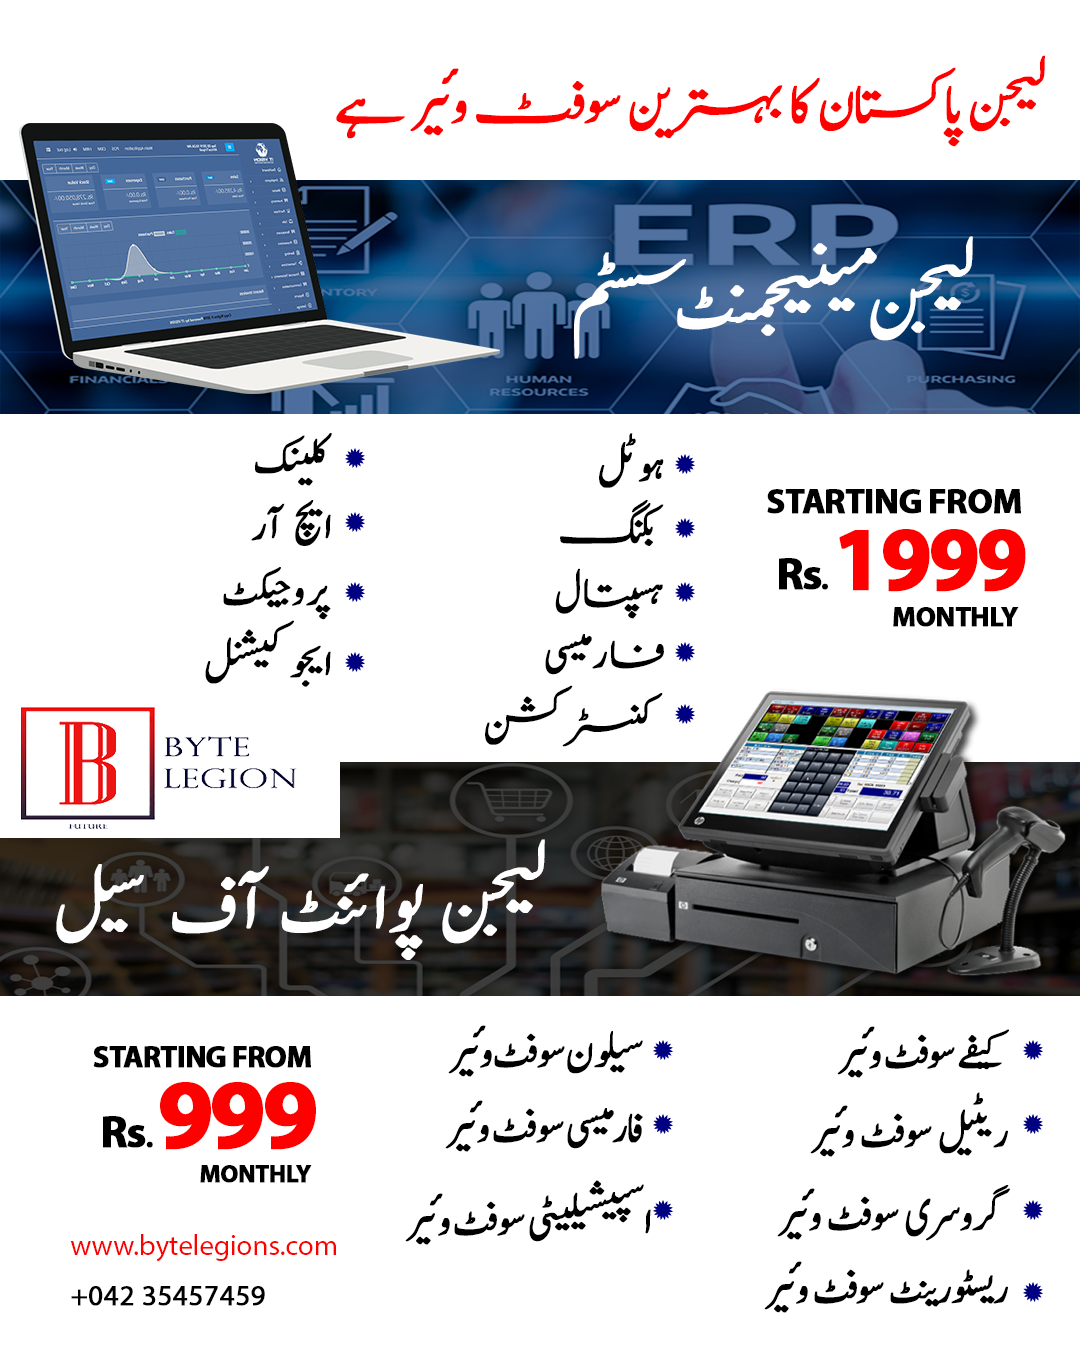 لیجن پاکستان کا بہترین سوفٹ وئیر ہے
ERP
لیجن مینیجمنٹ سسٹم
FINANCIALS
HUMAN
RESOURCES
PURCHASING
ہوٹل
بکنگ
ہسپتال
فارمیسی
کنسٹرکشن
کلینک
ایچ آر
پروجیکٹ
ایجوکیشنل
STARTING FROM
Rs. 1999
MONTHLY
B
BYTE
LEGION
FUTURE
لیجن پوائنٹ آف سیل
کیفے سوفٹ وئیر
ریٹیل سوفٹ وئیر
گروسری سوفٹ وئیر
ریسٹورینٹ سوفٹ وئیر
سیلون سوفٹ وئیر
فارمیسی سوفٹ وئیر
اسپیشیلیٹی سوفٹ وئیر
STARTING FROM
Rs. 999
MONTHLY
www.bytelegions.com
+042 35457459